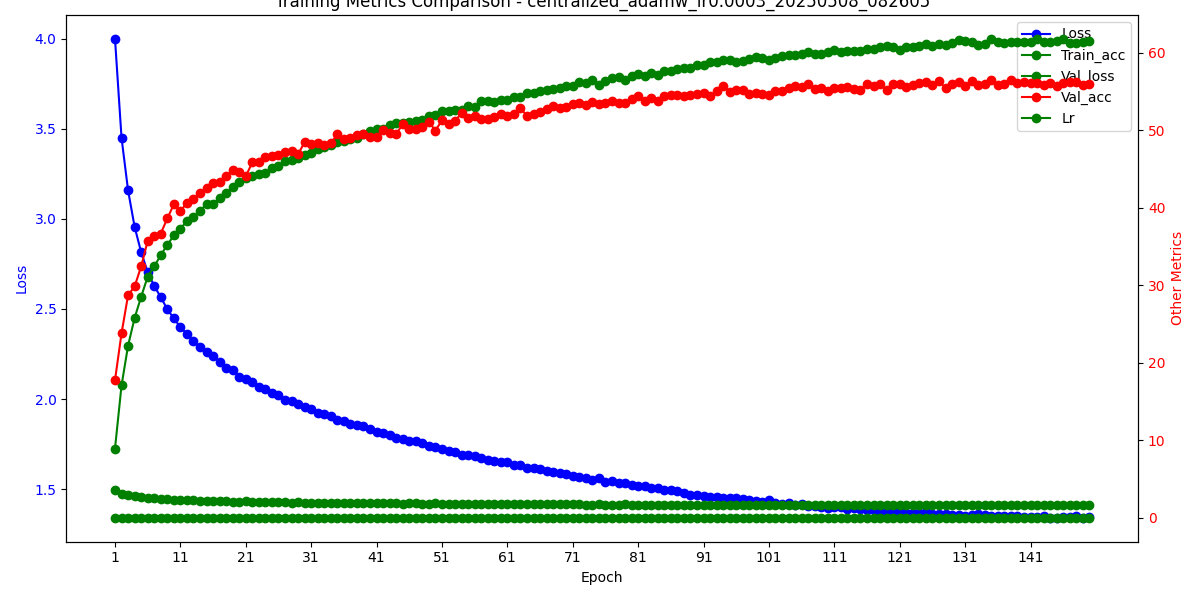 Training Metrics Comparison - centralized_adamw_lr0.0003_20250508_082605
Loss
Train_acc
Val_loss
Val_acc
Lr
4.0
3.5
3.0
2.5
2.0
1.5
Loss
60
50
40
30
20
10
0
Other Metrics
1 11 21 31 41 51 61 71 81 91 101 111 121 131 141
Epoch